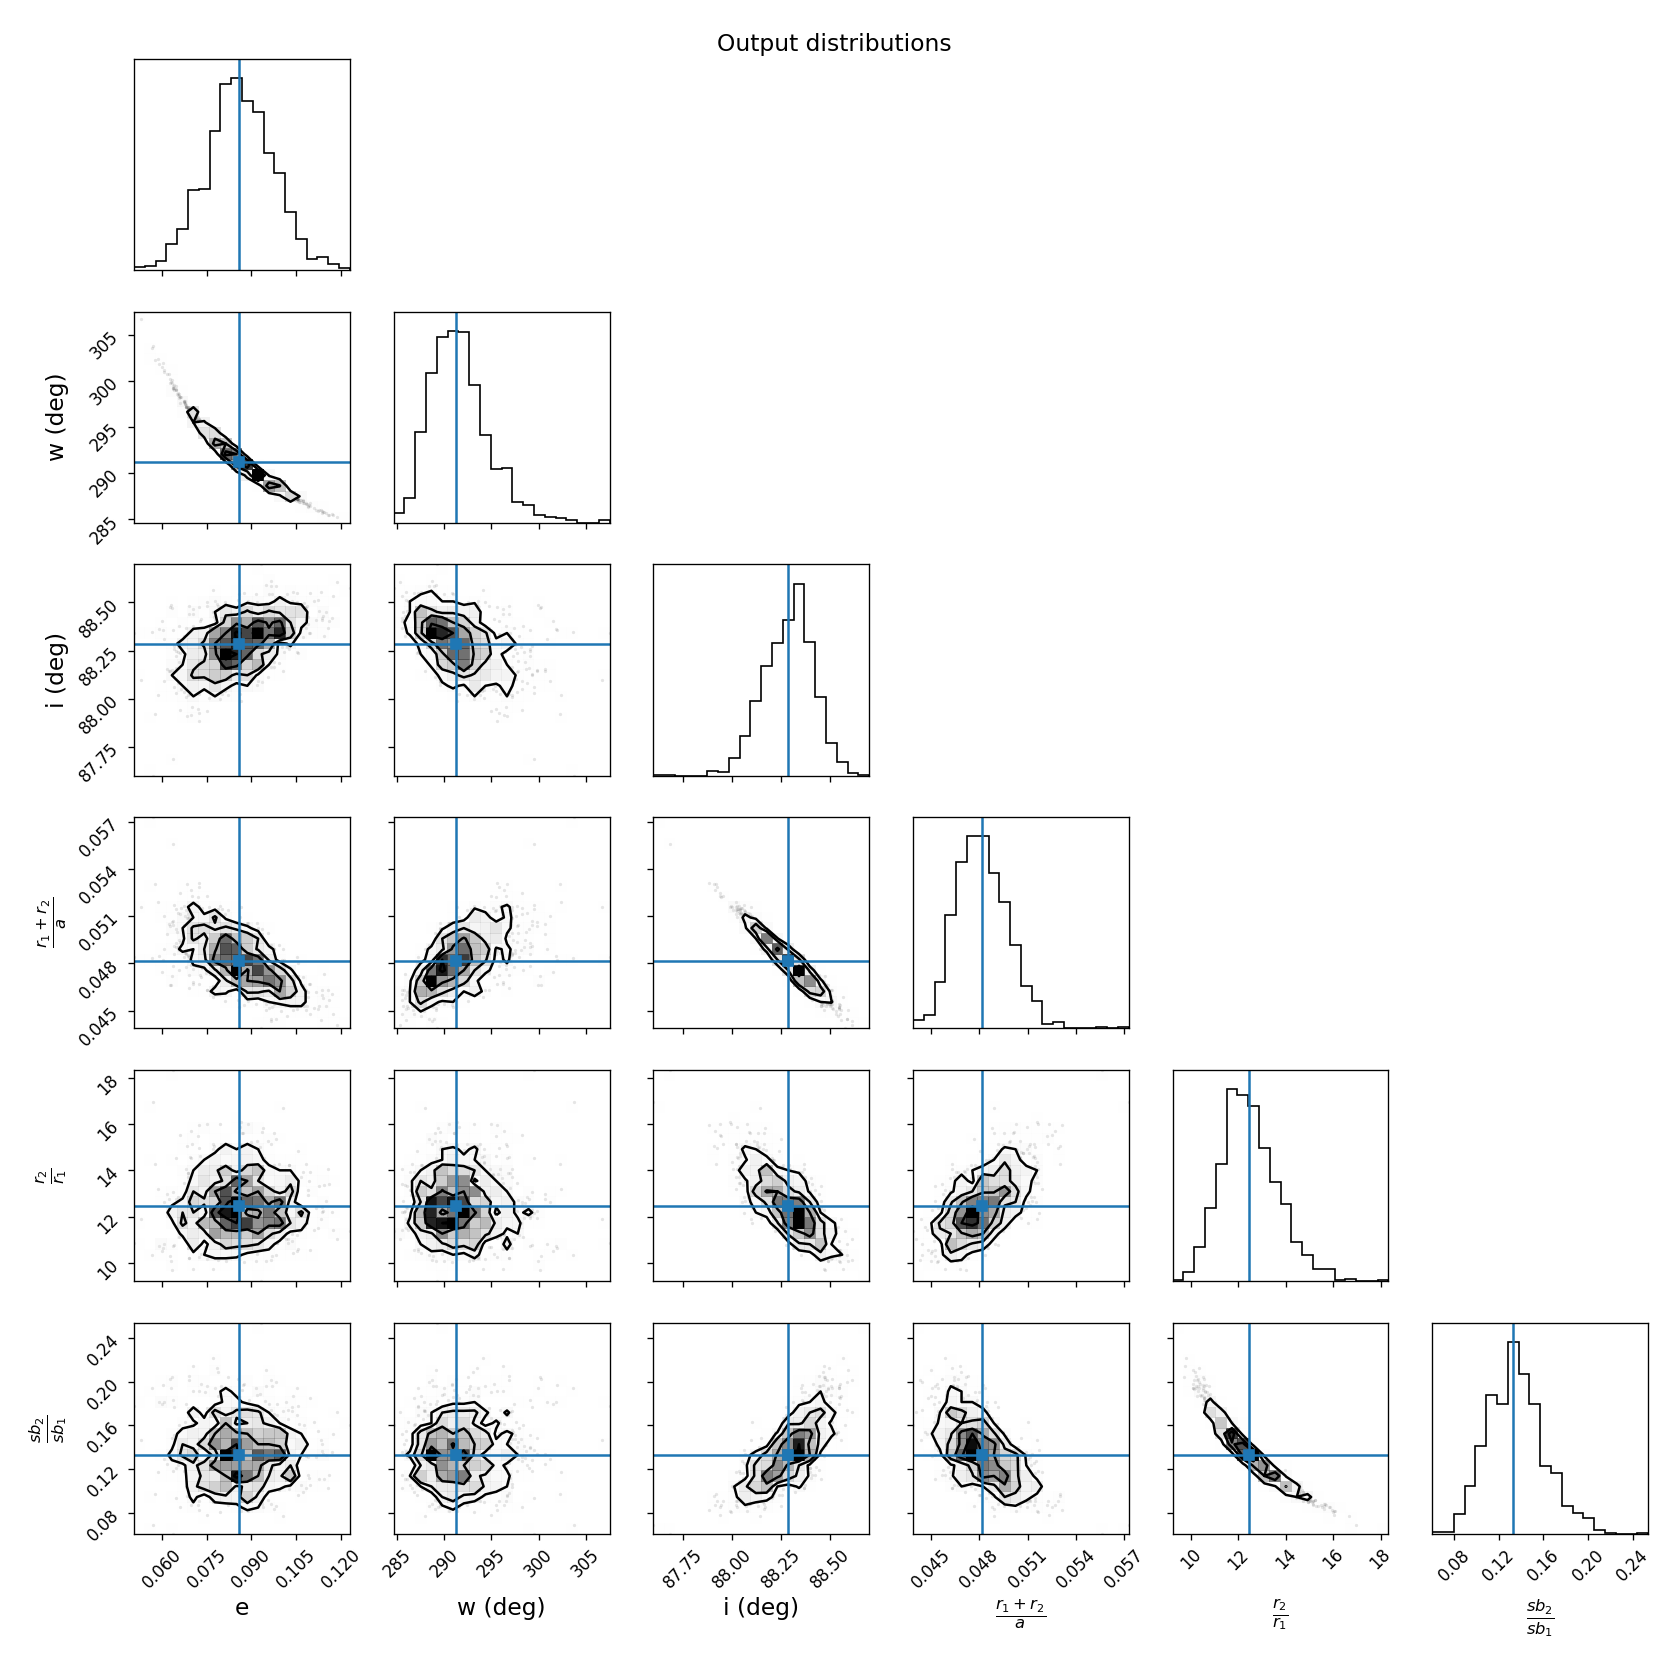 Output distributions
w (deg)
305
300
295
290
285
i (deg)
88.50
88.25
88.00
87.75
r₁ + r₂ / a
0.057
0.054
0.051
0.048
0.045
r₂ / r₁
18
16
14
12
10
sb₂ / sb₁
0.24
0.20
0.16
0.12
0.08
0.060 0.075 0.090 0.105 0.120
285 290 295 300 305
87.75 88.00 88.25 88.50
0.045 0.048 0.051 0.054 0.057
10 12 14 16 18
0.08 0.12 0.16 0.20 0.24
e
w (deg)
i (deg)
r₁ + r₂ / a
r₂ / r₁
sb₂ / sb₁